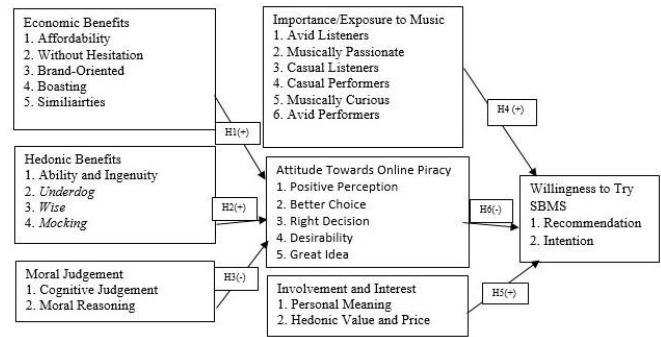 Economic Benefits
1. Affordability
2. Without Hesitation
3. Brand-Oriented
4. Boasting
5. Similiairties
Importance/Exposure to Music
1. Avid Listeners
2. Musically Passionate
3. Casual Listeners
4. Casual Performers
5. Musically Curious
6. Avid Performers
H1(+)
H4 (+)
Hedonic Benefits
1. Ability and Ingenuity
2. Underdog
3. Wise
4. Mocking
H2(+)
Attitude Towards Online Piracy
1. Positive Perception
2. Better Choice
3. Right Decision
4. Desirability
5. Great Idea
H6(-)
Willingness to Try
SBMS
1. Recommendation
2. Intention
Moral Judgement
1. Cognitive Judgement
2. Moral Reasoning
H3(-)
Involvement and Interest
1. Personal Meaning
2. Hedonic Value and Price
H5(+)